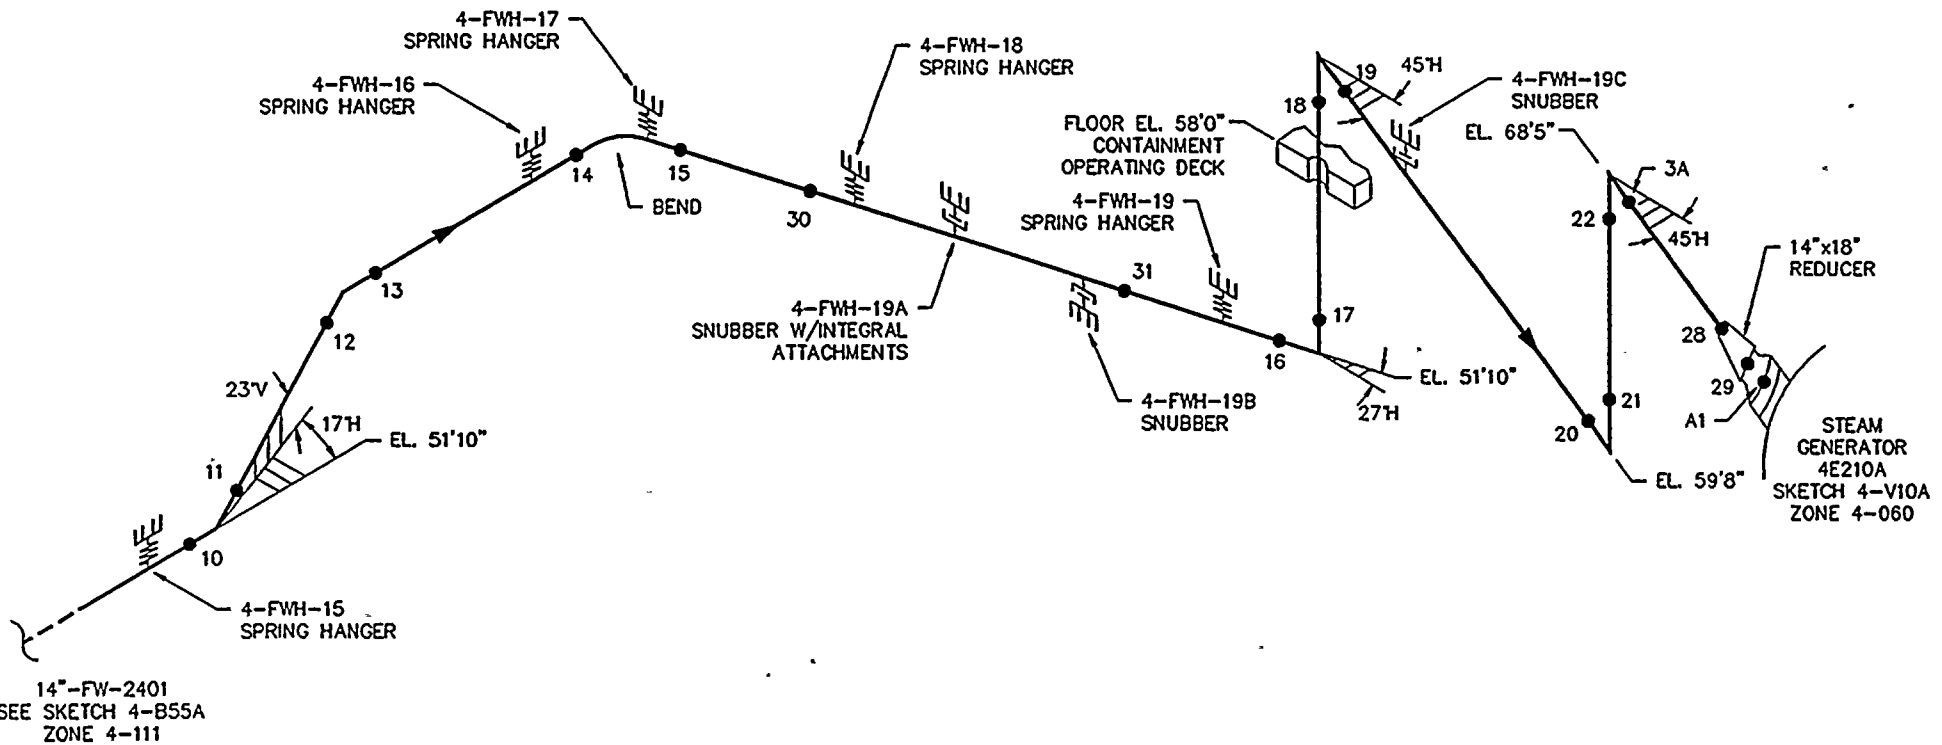 4-FWH-17
SPRING HANGER
4-FWH-16
SPRING HANGER
4-FWH-18
SPRING HANGER
14
BEND
15
30
13
12
4-FWH-19A
SNUBBER W/INTEGRAL
ATTACHMENTS
23°V
17°H
EL. 51'10"
11
10
4-FWH-15
SPRING HANGER
14"-FW-2401
SEE SKETCH 4-B55A
ZONE 4-111
FLOOR EL. 58'0"
CONTAINMENT
OPERATING DECK
4-FWH-19
SPRING HANGER
31
4-FWH-19B
SNUBBER
16
17
18
19
45°H
4-FWH-19C
SNUBBER
EL. 68'5"
EL. 51'10"
27°H
3A
22
45°H
14"x18"
REDUCER
28
29
A1
21
20
EL. 59'8"
STEAM
GENERATOR
4E210A
SKETCH 4-V10A
ZONE 4-060